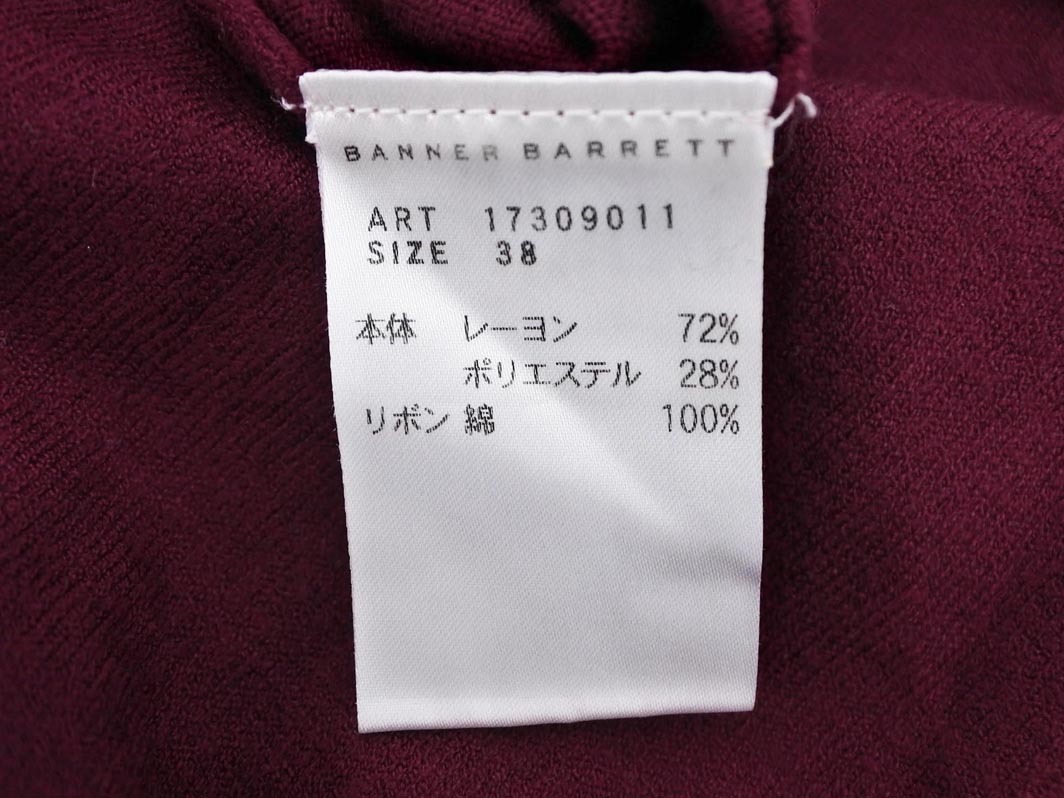 BANNER BARRETT
ART 17309011
SIZE 38
本体 レーヨン 72%
ポリエステル 28%
リボン 綿 100%